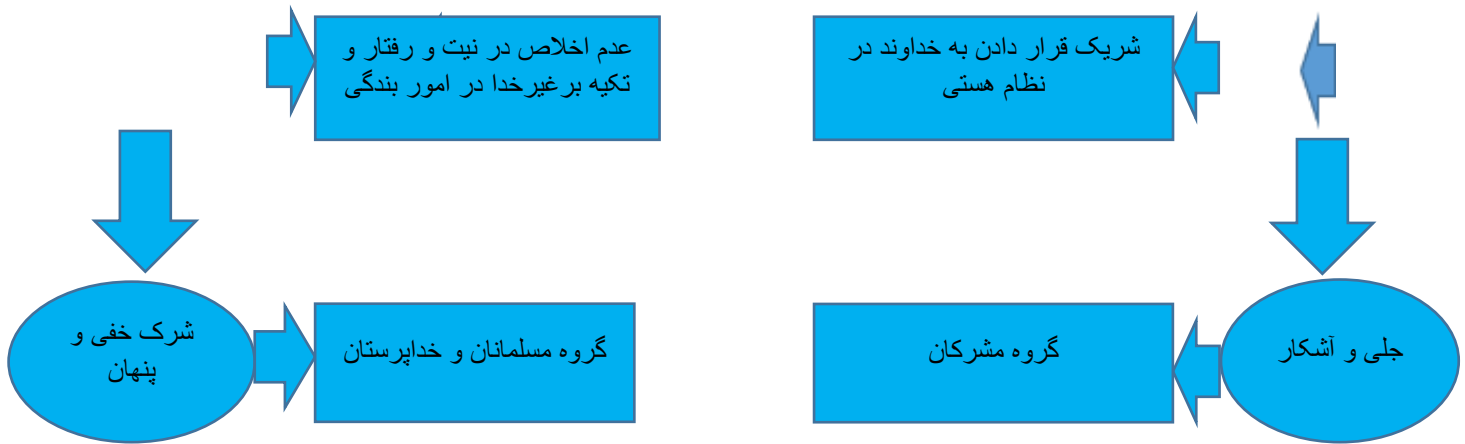 شریک قرار دادن به خداوند در
نظام هستی
عدم اخلاص در نیت و رفتار و
تکیه برغیرخدا در امور بندگی
جلی و آشکار
گروه مشرکان
گروه مسلمانان و خداپرستان
شرک خفی و
پنهان